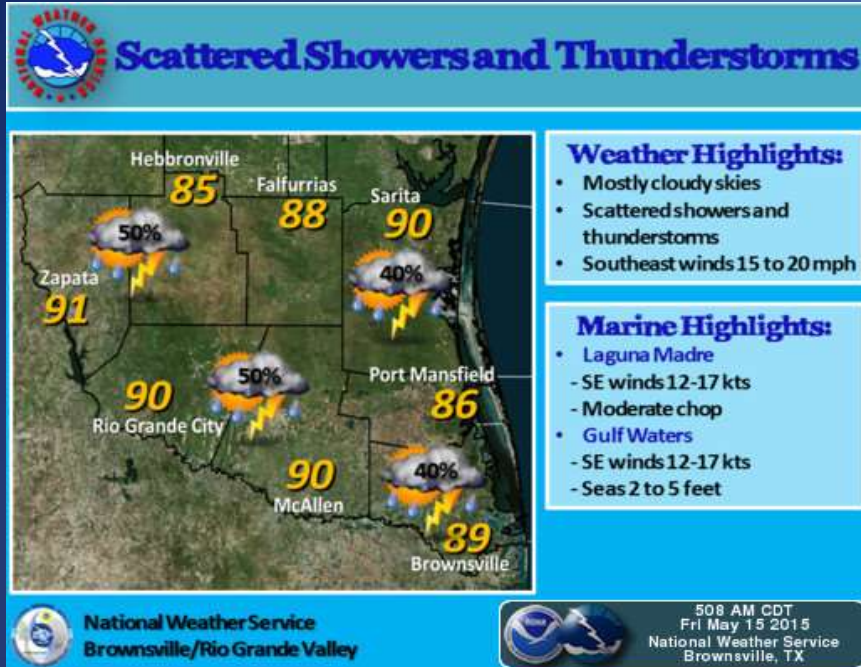 NATIONAL WEATHER SERVICE
Scattered Showers and Thunderstorms
Hebbronville
85
Falfurrias
88
Sarita
90
50%
40%
Zapata
91
50%
Port Mansfield
86
90
Rio Grande City
90
McAllen
40%
89
Brownsville
Weather Highlights:
• Mostly cloudy skies
• Scattered showers and
thunderstorms
• Southeast winds 15 to 20 mph
Marine Highlights:
• Laguna Madre
- SE winds 12-17 kts
- Moderate chop
• Gulf Waters
- SE winds 12-17 kts
- Seas 2 to 5 feet
National Weather Service
Brownsville/Rio Grande Valley
508 AM CDT
Fri May 15 2015
National Weather Service
Brownsville, TX